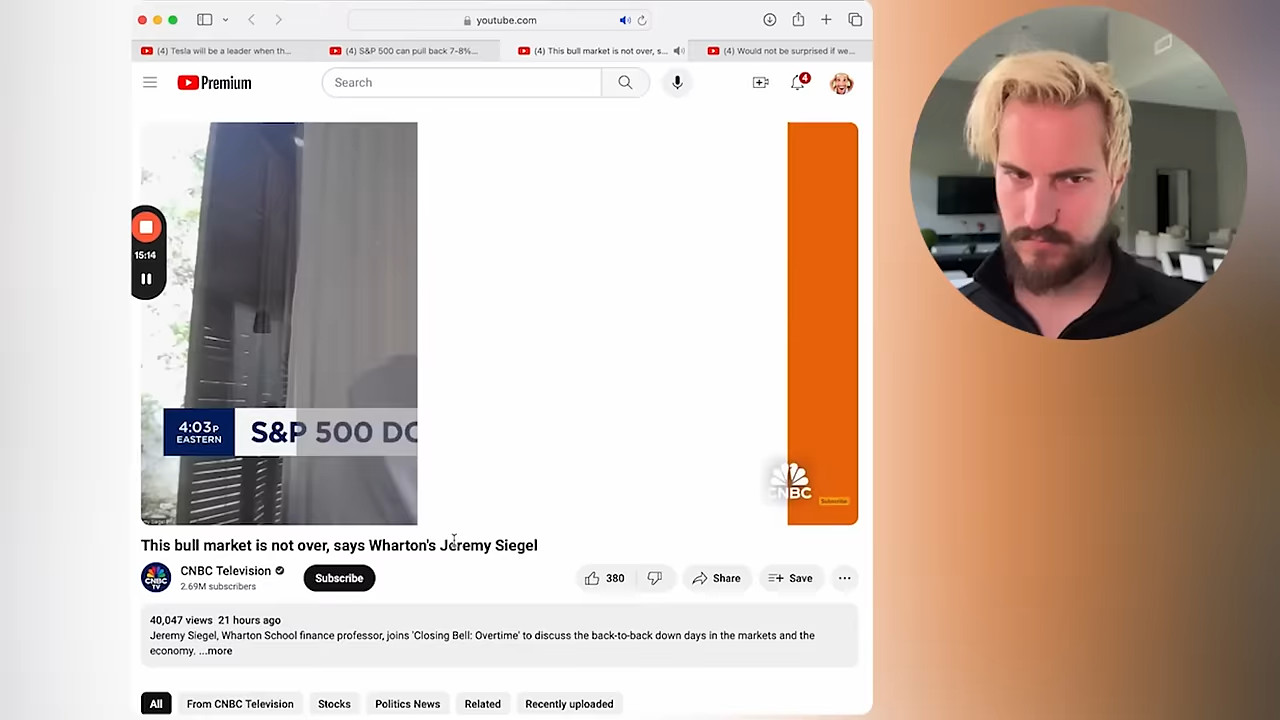 youtube.com
(4) Tesla will be a leader when th...
(4) S&P 500 can pull back 7-8%...
(4) This bull market is not over, s...
(4) Would not be surprised if we...
Premium
Search
4
15:14
4:03P
EASTERN
S&P 500 DO
CNBC
Subscribe
This bull market is not over, says Wharton's Jeremy Siegel
CNBC
TV
CNBC Television
2.69M subscribers
Subscribe
380
Share
Save
40,047 views 21 hours ago
Jeremy Siegel, Wharton School finance professor, joins 'Closing Bell: Overtime' to discuss the back-to-back down days in the markets and the
economy. ...more
All
From CNBC Television
Stocks
Politics News
Related
Recently uploaded